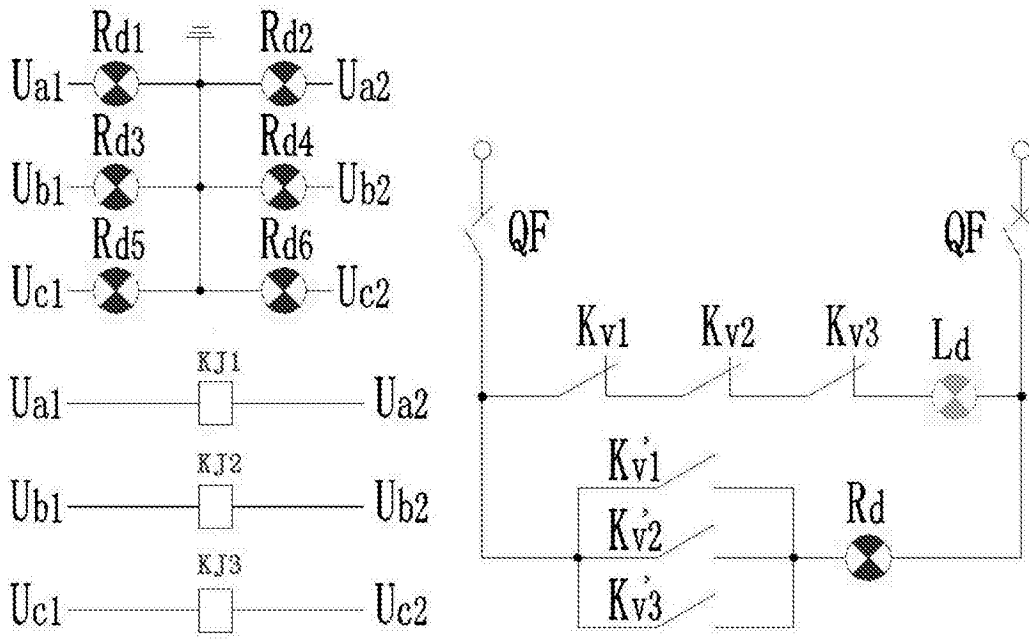 Rd1 Rd2
Ua1 Ua2
Rd3 Rd4
Ub1 Ub2
Rd5 Rd6
Uc1 Uc2
KJ1
Ua1 Ua2
KJ2
Ub1 Ub2
KJ3
Uc1 Uc2
QF QF
Kv1 Kv2 Kv3 Ld
Kv'1
Kv'2 Rd
Kv'3